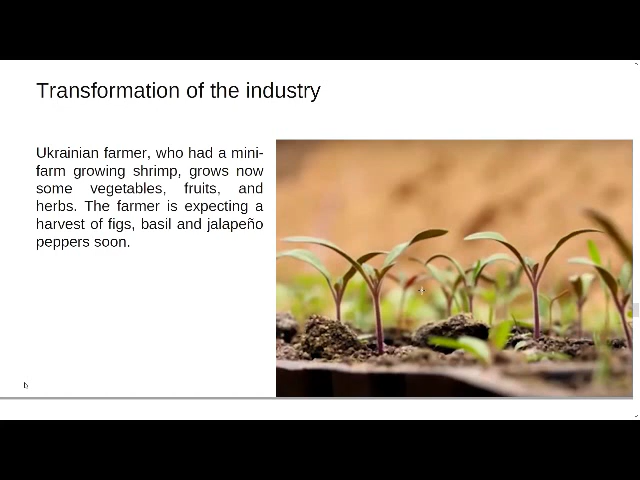 Transformation of the industry
Ukrainian farmer, who had a mini-
farm growing shrimp, grows now
some vegetables, fruits, and
herbs. The farmer is expecting a
harvest of figs, basil and jalapeño
peppers soon.